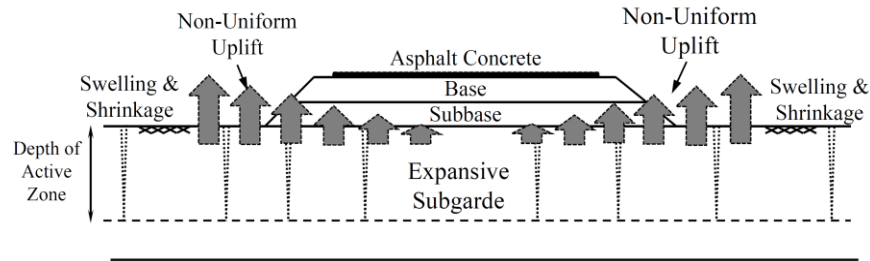 Non-Uniform
Uplift
Non-Uniform
Uplift
Asphalt Concrete
Swelling &
Shrinkage
Base
Swelling &
Shrinkage
Subbase
Depth of
Active
Zone
Expansive
Subgarde